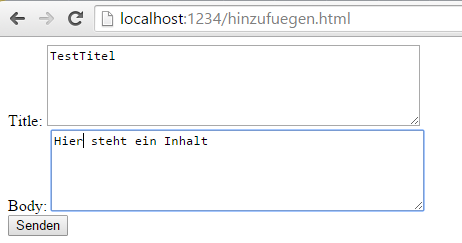 localhost:1234/hinzufuegen.html
TestTitel
Title:
Hier steht ein Inhalt
Body:
Senden